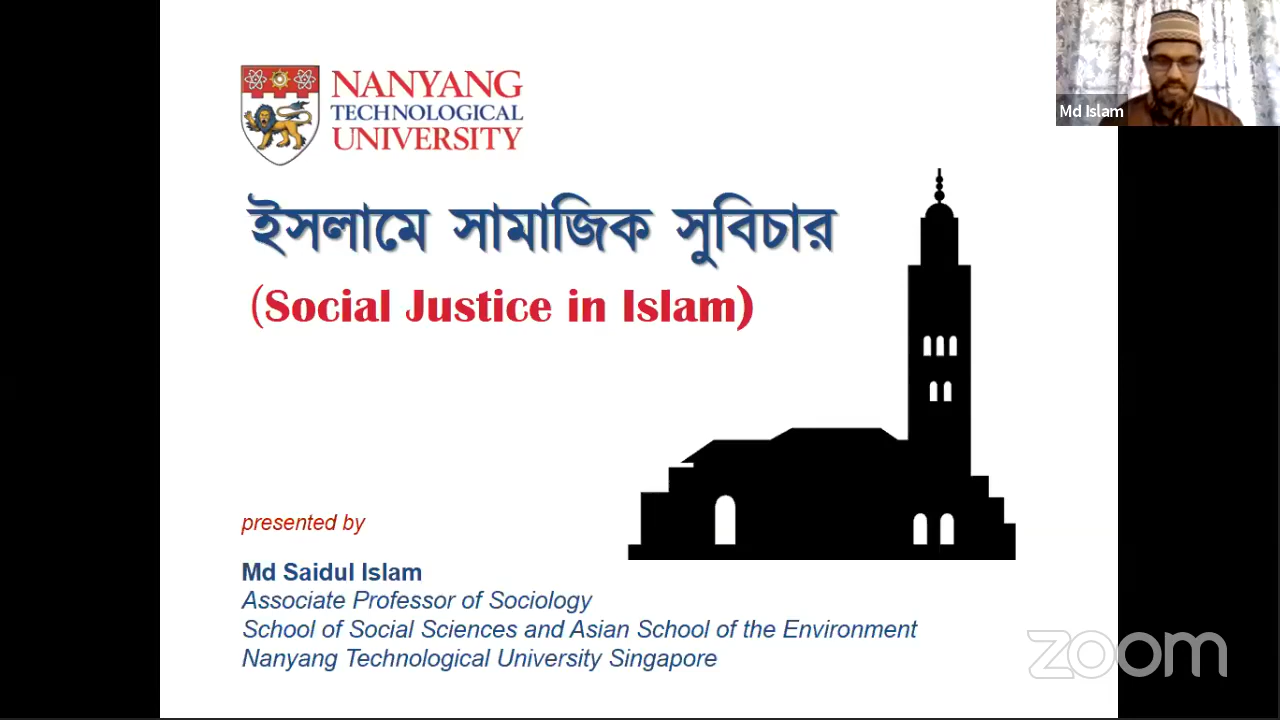 NANYANG
TECHNOLOGICAL
UNIVERSITY
Md Islam
ইসলামে সামাজিক সুবিচার
(Social Justice in Islam)
presented by
Md Saidul Islam
Associate Professor of Sociology
School of Social Sciences and Asian School of the Environment
Nanyang Technological University Singapore
zoom